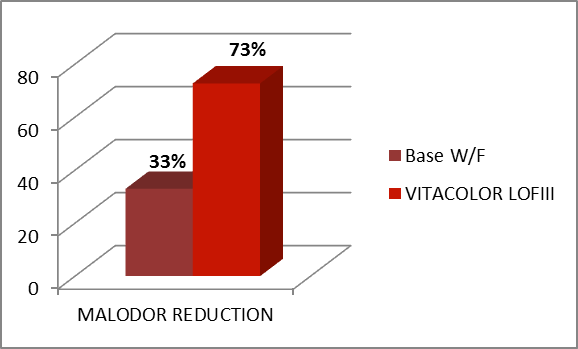 73%
80
60
33%
40
20
0
MALODOR REDUCTION
Base W/F
VITACOLOR LOFIII